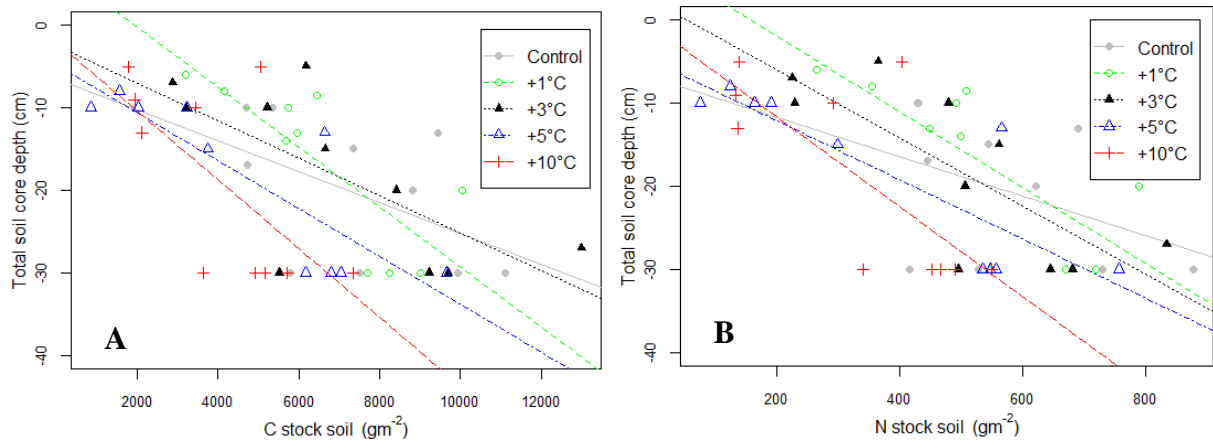 Total soil core depth (cm)
0
-10
-20
-30
-40
2000 4000 6000 8000 10000 12000
C stock soil (gm⁻²)
Control
+1°C
+3°C
+5°C
+10°C
A
Total soil core depth (cm)
0
-10
-20
-30
-40
200 400 600 800
N stock soil (gm⁻²)
Control
+1°C
+3°C
+5°C
+10°C
B